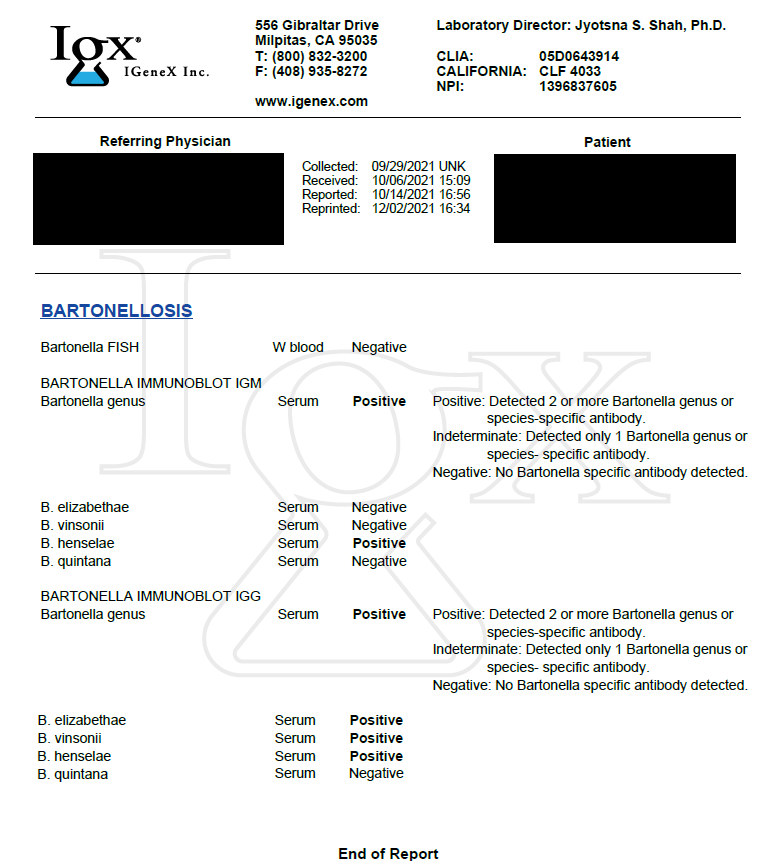 Igx®
IGeneX Inc.
556 Gibraltar Drive
Milpitas, CA 95035
T: (800) 832-3200
F: (408) 935-8272
www.igenex.com
Laboratory Director: Jyotsna S. Shah, Ph.D.
CLIA: 05D0643914
CALIFORNIA: CLF 4033
NPI: 1396837605
Referring Physician
Patient
Collected: 09/29/2021 UNK
Received: 10/06/2021 15:09
Reported: 10/14/2021 16:56
Reprinted: 12/02/2021 16:34
Igx
BARTONELLOSIS
Bartonella FISH W blood Negative
BARTONELLA IMMUNOBLOT IGM
Bartonella genus Serum Positive Positive: Detected 2 or more Bartonella genus or
species-specific antibody.
Indeterminate: Detected only 1 Bartonella genus or
species- specific antibody.
Negative: No Bartonella specific antibody detected.
B. elizabethae Serum Negative
B. vinsonii Serum Negative
B. henselae Serum Positive
B. quintana Serum Negative
BARTONELLA IMMUNOBLOT IGG
Bartonella genus Serum Positive Positive: Detected 2 or more Bartonella genus or
species-specific antibody.
Indeterminate: Detected only 1 Bartonella genus or
species- specific antibody.
Negative: No Bartonella specific antibody detected.
B. elizabethae Serum Positive
B. vinsonii Serum Positive
B. henselae Serum Positive
B. quintana Serum Negative
End of Report